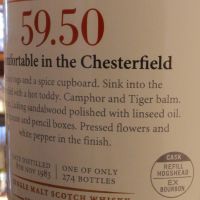 59.50
fortable in the Chesterfield
rug and a spice cupboard. Sink into the
with a hot toddy. Camphor and Tiger balm.
sandalwood polished with linseed oil.
and pencil boxes. Pressed flowers and
white pepper in the finish.
DISTILLED
NOV 1983
ONE OF ONLY
274 BOTTLES
SINGLE MALT SCOTCH WHISKY
CASK
REFILL
HOGSHEAD
EX
BOURBON